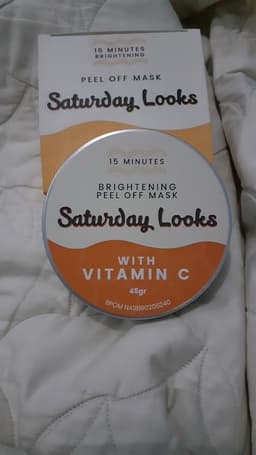 15 MINUTES
BRIGHTENING
PEEL OFF MASK
Saturday Looks
15 MINUTES
BRIGHTENING
PEEL OFF MASK
Saturday Looks
WITH
VITAMIN C
45gr